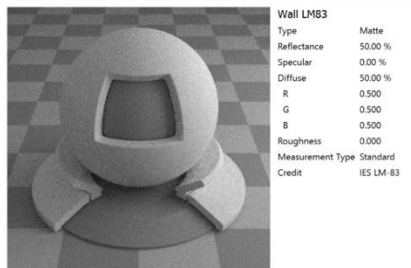 Wall LM83
Type Matte
Reflectance 50.00 %
Specular 0.00 %
Diffuse 50.00 %
R 0.500
G 0.500
B 0.500
Roughness 0.000
Measurement Type Standard
Credit IES LM-83